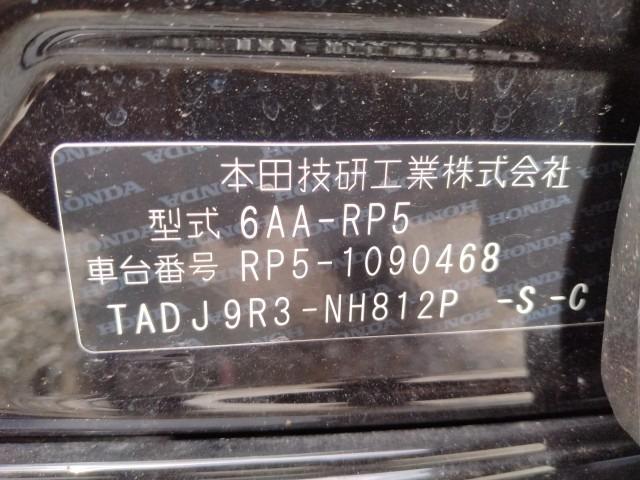 本田技研工業株式会社
型式 6AA-RP5
車台番号 RP5-1090468
TADJ9R3-NH812P -S-C